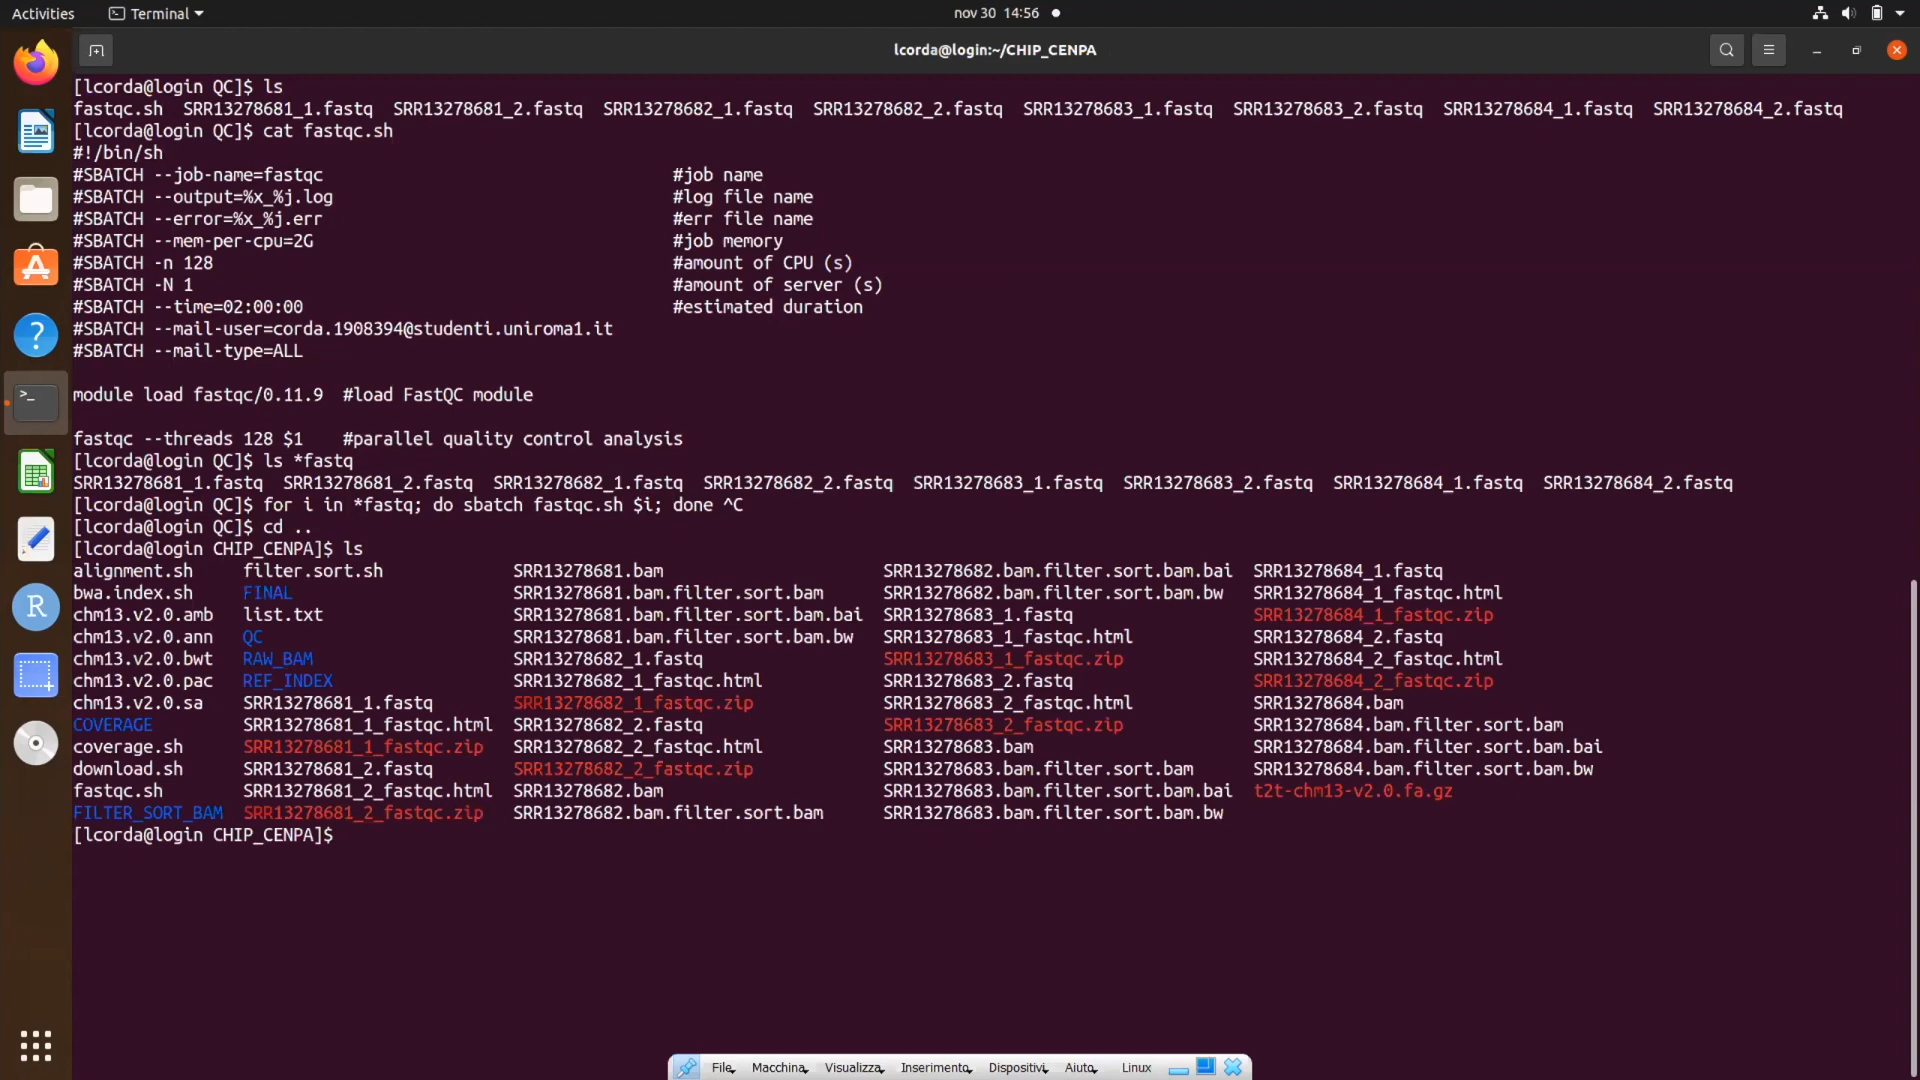 Activities Terminal nov 30 14:56
lcorda@login:~/CHIP_CENPA
[lcorda@login QC]$ ls
fastqc.sh SRR13278681_1.fastq SRR13278681_2.fastq SRR13278682_1.fastq SRR13278682_2.fastq SRR13278683_1.fastq SRR13278683_2.fastq SRR13278684_1.fastq SRR13278684_2.fastq
[lcorda@login QC]$ cat fastqc.sh
#!/bin/sh
#SBATCH --job-name=fastqc #job name
#SBATCH --output=%x_%j.log #log file name
#SBATCH --error=%x_%j.err #err file name
#SBATCH --mem-per-cpu=2G #job memory
#SBATCH -n 128 #amount of CPU (s)
#SBATCH -N 1 #amount of server (s)
#SBATCH --time=02:00:00 #estimated duration
#SBATCH --mail-user=corda.1908394@studenti.uniroma1.it
#SBATCH --mail-type=ALL
module load fastqc/0.11.9 #load FastQC module
fastqc --threads 128 $1 #parallel quality control analysis
[lcorda@login QC]$ ls *fastq
SRR13278681_1.fastq SRR13278681_2.fastq SRR13278682_1.fastq SRR13278682_2.fastq SRR13278683_1.fastq SRR13278683_2.fastq SRR13278684_1.fastq SRR13278684_2.fastq
[lcorda@login QC]$ for i in *fastq; do sbatch fastqc.sh $i; done ^C
[lcorda@login QC]$ cd ..
[lcorda@login CHIP_CENPA]$ ls
alignment.sh filter.sort.sh SRR13278681.bam SRR13278682.bam.filter.sort.bam.bai SRR13278684_1.fastq
bwa.index.sh FINAL SRR13278681.bam.filter.sort.bam SRR13278682.bam.filter.sort.bam.bw SRR13278684_1_fastqc.html
chm13.v2.0.amb list.txt SRR13278681.bam.filter.sort.bam.bai SRR13278683_1.fastq SRR13278684_1_fastqc.zip
chm13.v2.0.ann QC SRR13278681.bam.filter.sort.bam.bw SRR13278683_1_fastqc.html SRR13278684_2.fastq
chm13.v2.0.bwt RAW_BAM SRR13278682_1.fastq SRR13278683_1_fastqc.zip SRR13278684_2_fastqc.html
chm13.v2.0.pac REF_INDEX SRR13278682_1_fastqc.html SRR13278683_2.fastq SRR13278684_2_fastqc.zip
chm13.v2.0.sa SRR13278681_1.fastq SRR13278682_1_fastqc.zip SRR13278683_2_fastqc.html SRR13278684.bam
COVERAGE SRR13278681_1_fastqc.html SRR13278682_2.fastq SRR13278683_2_fastqc.zip SRR13278684.bam.filter.sort.bam
coverage.sh SRR13278681_1_fastqc.zip SRR13278682_2_fastqc.html SRR13278683.bam SRR13278684.bam.filter.sort.bam.bai
download.sh SRR13278681_2.fastq SRR13278682_2_fastqc.zip SRR13278683.bam.filter.sort.bam SRR13278684.bam.filter.sort.bam.bw
fastqc.sh SRR13278681_2_fastqc.html SRR13278682.bam SRR13278683.bam.filter.sort.bam.bai t2t-chm13-v2.0.fa.gz
FILTER_SORT_BAM SRR13278681_2_fastqc.zip SRR13278682.bam.filter.sort.bam SRR13278683.bam.filter.sort.bam.bw
[lcorda@login CHIP_CENPA]$
File Macchina Visualizza Inserimento Dispositivi Aiuto Linux